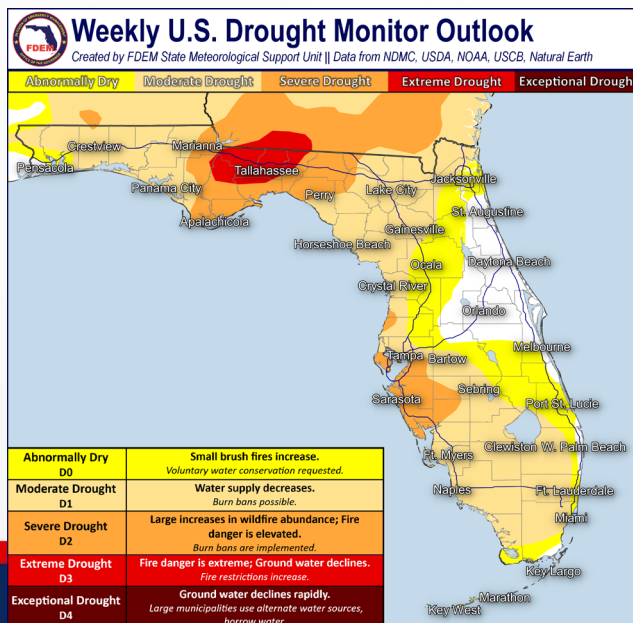 FDEM
Weekly U.S. Drought Monitor Outlook
Created by FDEM State Meteorological Support Unit || Data from NDMC, USDA, NOAA, USCB, Natural Earth
Abnormally Dry Moderate Drought Severe Drought Extreme Drought Exceptional Drough
Crestview
Marianna
Pensacola
Tallahassee
Panama City
Apalachicola
Perry
Lake City
Jacksonville
St. Augustine
Gainesville
Horseshoe Beach
Ocala
Daytona Beach
Crystal River
Orlando
Tampa
Bartow
Melbourne
Sebring
Sarasota
Port St. Lucie
Clewiston
W. Palm Beach
Ft. Myers
Naples
Ft. Lauderdale
Miami
Key Largo
Marathon
Key West
Abnormally Dry
D0
Small brush fires increase.
Voluntary water conservation requested.
Moderate Drought
D1
Water supply decreases.
Burn bans possible.
Severe Drought
D2
Large increases in wildfire abundance; Fire
danger is elevated.
Burn bans are implemented.
Extreme Drought
D3
Fire danger is extreme; Ground water declines.
Fire restrictions increase.
Exceptional Drought
D4
Ground water declines rapidly.
Large municipalities use alternate water sources,
borrow water